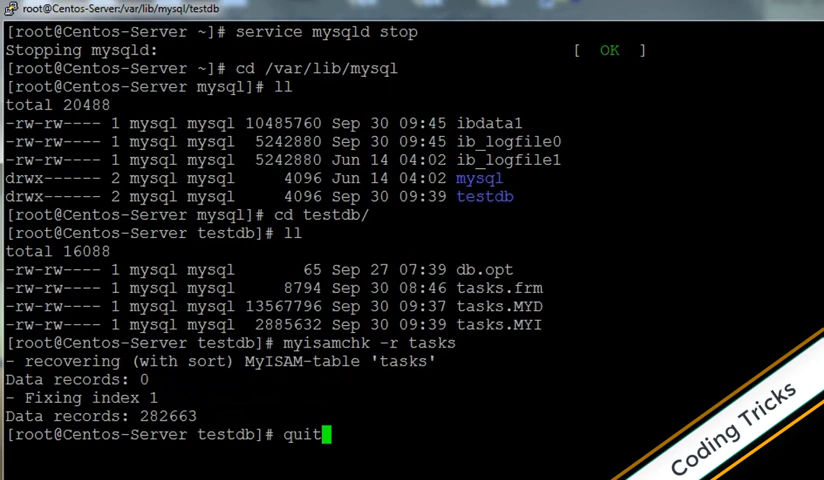 root@Centos-Server:/var/lib/mysql/testdb
[root@Centos-Server ~]# service mysqld stop
Stopping mysqld: [ OK ]
[root@Centos-Server ~]# cd /var/lib/mysql
[root@Centos-Server mysql]# ll
total 20488
-rw-rw---- 1 mysql mysql 10485760 Sep 30 09:45 ibdata1
-rw-rw---- 1 mysql mysql 5242880 Sep 30 09:45 ib_logfile0
-rw-rw---- 1 mysql mysql 5242880 Jun 14 04:02 ib_logfile1
drwx------ 2 mysql mysql 4096 Jun 14 04:02 mysql
drwx------ 2 mysql mysql 4096 Sep 30 09:39 testdb
[root@Centos-Server mysql]# cd testdb/
[root@Centos-Server testdb]# ll
total 16088
-rw-rw---- 1 mysql mysql 65 Sep 27 07:39 db.opt
-rw-rw---- 1 mysql mysql 8794 Sep 30 08:46 tasks.frm
-rw-rw---- 1 mysql mysql 13567796 Sep 30 09:37 tasks.MYD
-rw-rw---- 1 mysql mysql 2885632 Sep 30 09:39 tasks.MYI
[root@Centos-Server testdb]# myisamchk -r tasks
- recovering (with sort) MyISAM-table 'tasks'
Data records: 0
- Fixing index 1
Data records: 282663
[root@Centos-Server testdb]# quit
Coding Tricks